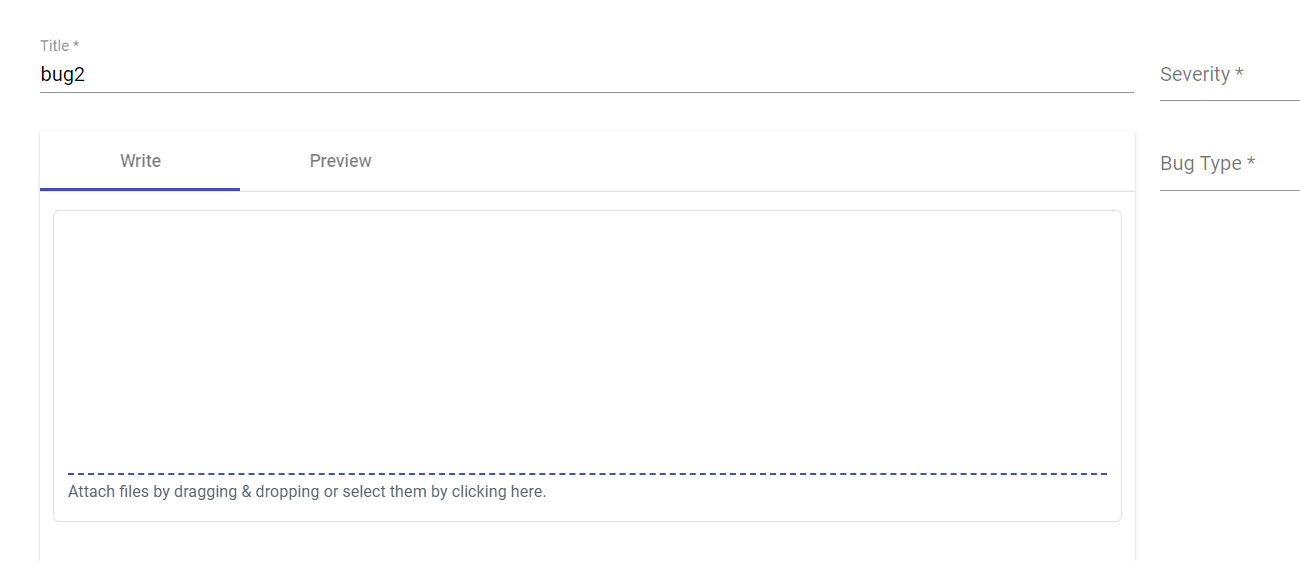 Title *
bug2
Severity *
Write
Preview
Bug Type *
Attach files by dragging & dropping or select them by clicking here.